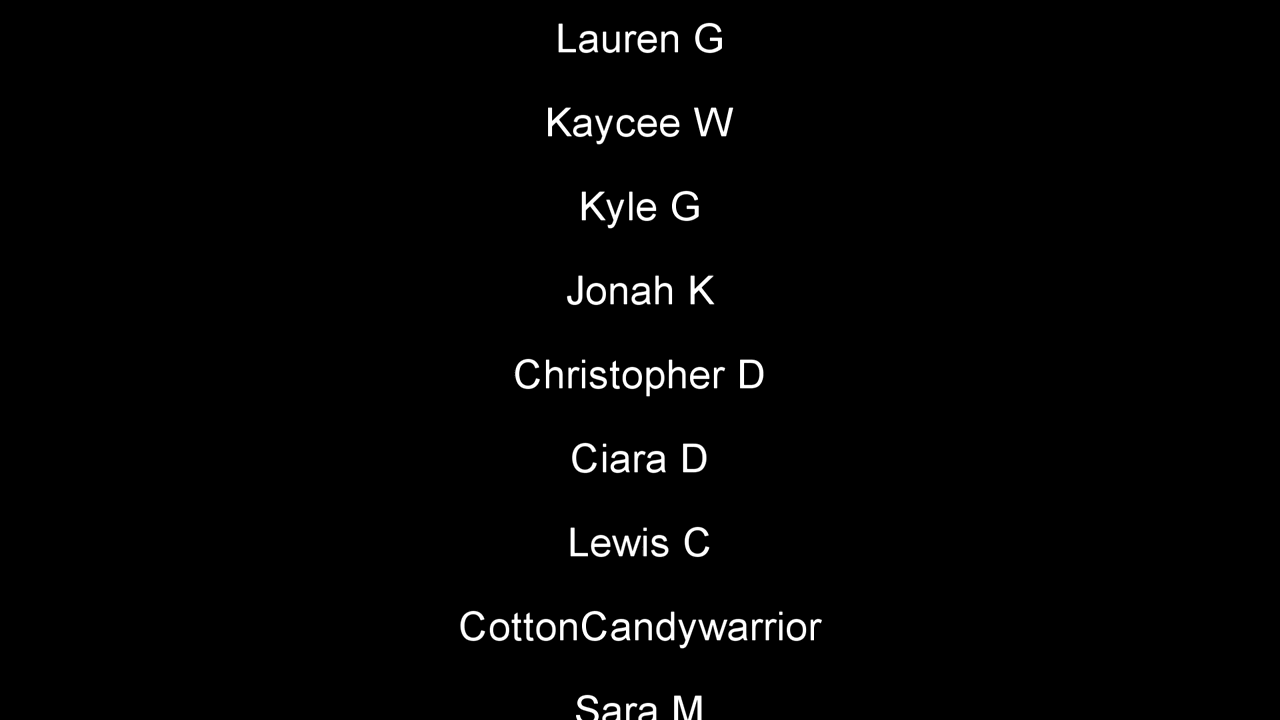 Lauren G
Kaycee W
Kyle G
Jonah K
Christopher D
Ciara D
Lewis C
CottonCandywarrior
Sara M